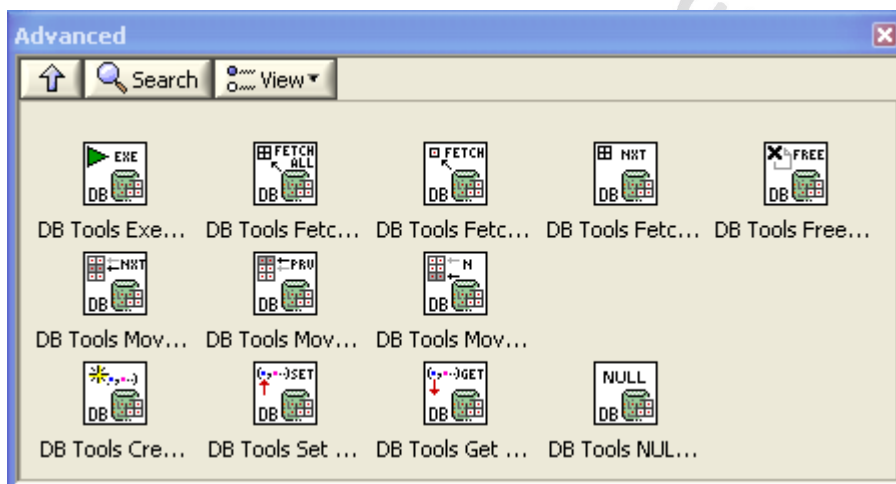 Advanced
Search View
EXE DB FETCH ALL DB FETCH DB NXT DB FREE DB
DB Tools Exe... DB Tools Fetc... DB Tools Fetc... DB Tools Fetc... DB Tools Free...
NXT DB PRV DB N DB
DB Tools Mov... DB Tools Mov... DB Tools Mov...
DB SET DB GET DB NULL DB
DB Tools Cre... DB Tools Set ... DB Tools Get ... DB Tools NUL...